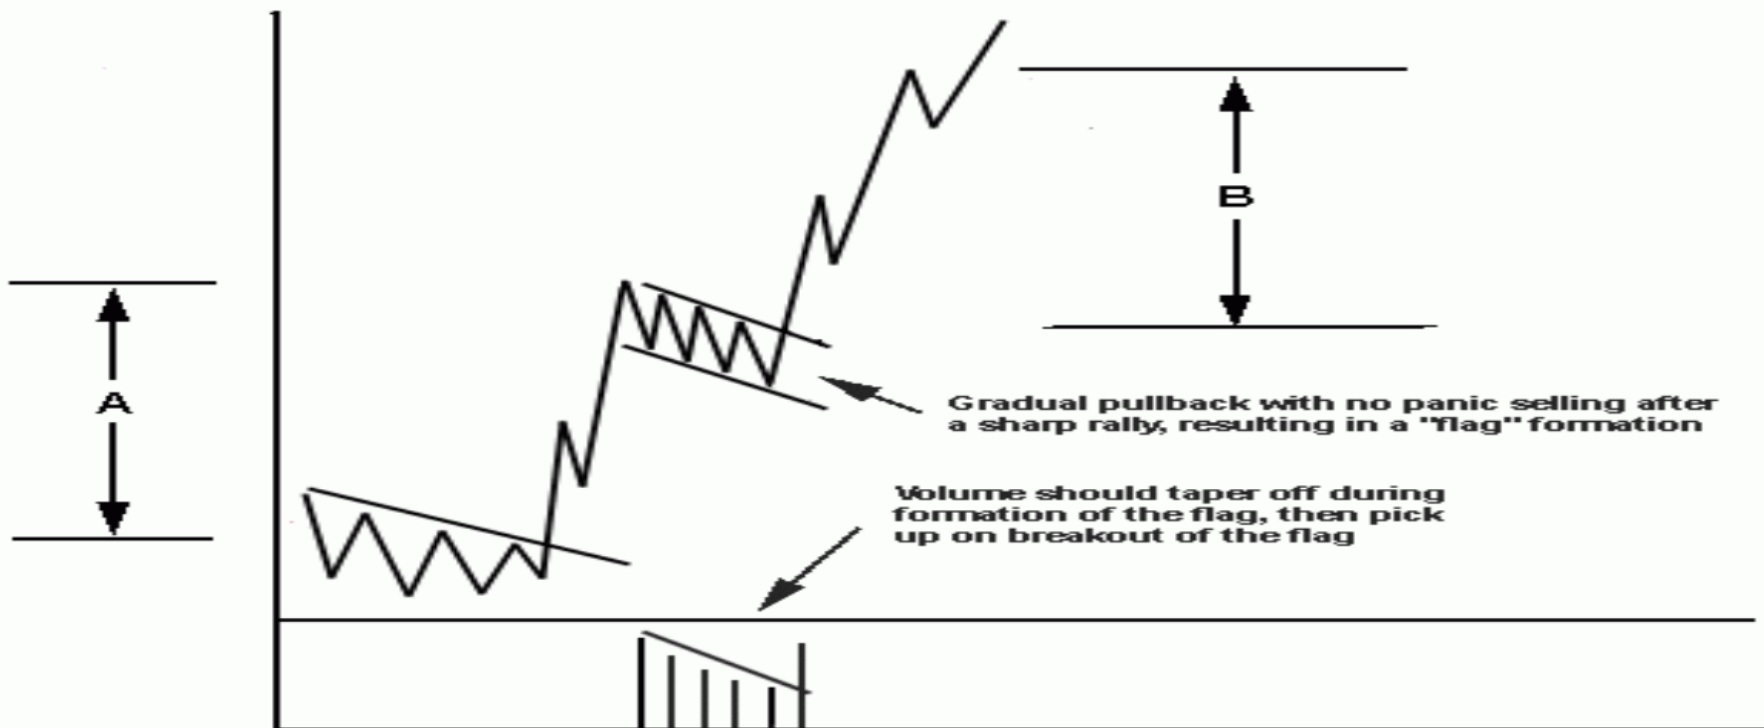 B
A
Gradual pullback with no panic selling after
a sharp rally, resulting in a "flag" formation
Volume should taper off during
formation of the flag, then pick
up on breakout of the flag